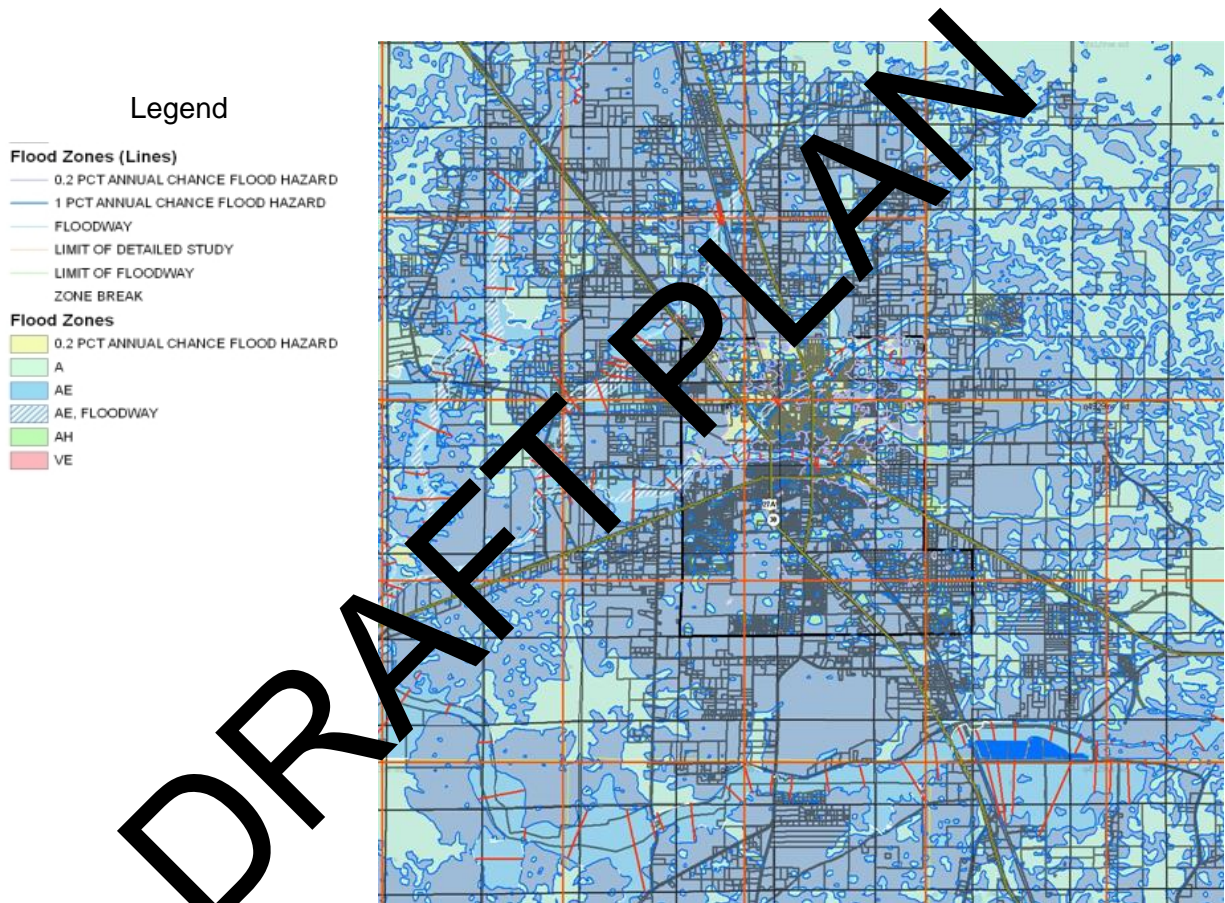 Legend
Flood Zones (Lines)
0.2 PCT ANNUAL CHANCE FLOOD HAZARD
1 PCT ANNUAL CHANCE FLOOD HAZARD
FLOODWAY
LIMIT OF DETAILED STUDY
LIMIT OF FLOODWAY
ZONE BREAK
Flood Zones
0.2 PCT ANNUAL CHANCE FLOOD HAZARD
A
AE
AE, FLOODWAY
AH
VE
DRAFT PLAN